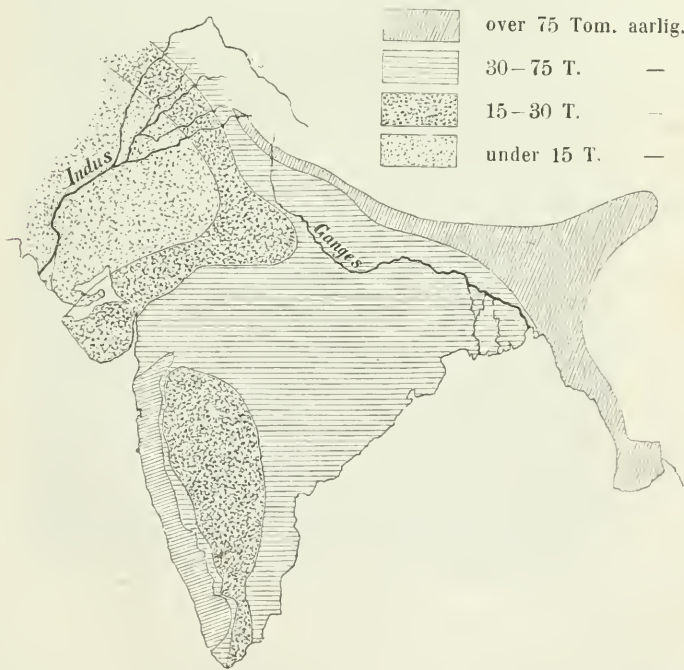 over 75 Tom. aarlig.
30–75 T. —
15–30 T. —
under 15 T. —
Indus
Ganges